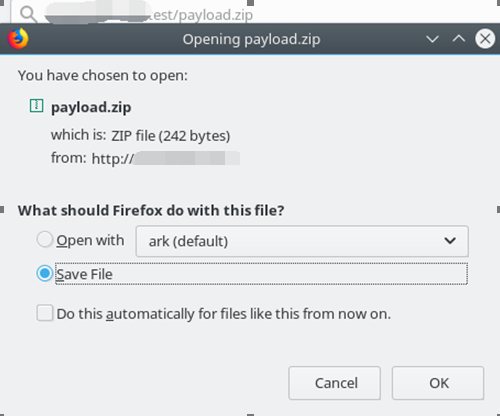 .est/payload.zip
Opening payload.zip
You have chosen to open:
payload.zip
which is: ZIP file (242 bytes)
from: http://
What should Firefox do with this file?
Open with
ark (default)
Save File
Do this automatically for files like this from now on.
Cancel
OK